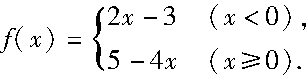 f(x) = { 2x − 3 (x < 0),
5 − 4x (x ⩾ 0).